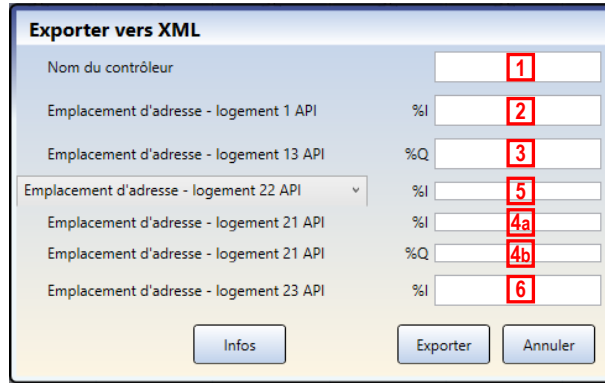 Exporter vers XML
Nom du contrôleur 1
Emplacement d'adresse - logement 1 API %I 2
Emplacement d'adresse - logement 13 API %Q 3
Emplacement d'adresse - logement 22 API %I 5
Emplacement d'adresse - logement 21 API %I 4a
Emplacement d'adresse - logement 21 API %Q 4b
Emplacement d'adresse - logement 23 API %I 6
Infos Exporter Annuler